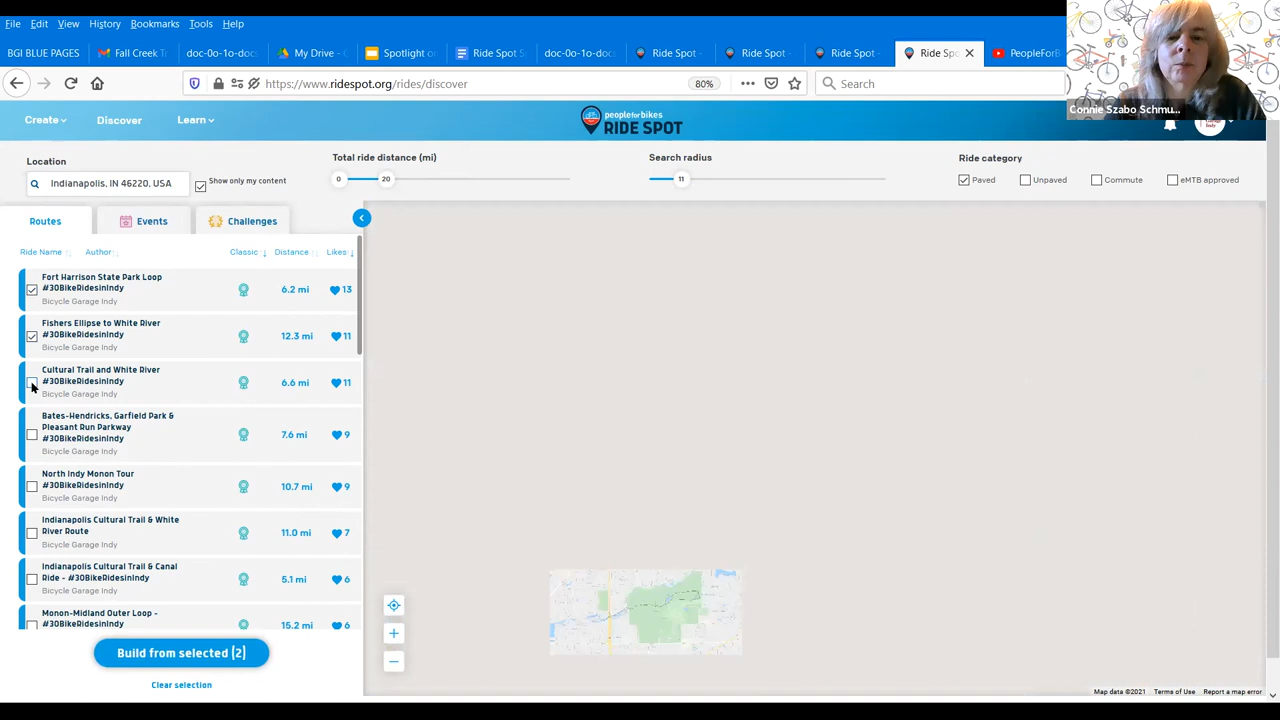 File Edit View History Bookmarks Tools Help
BGI BLUE PAGES Fall Creek T doc-0o-1o-docs My Drive - Spotlight o Ride Spot S doc-0o-1o-docs Ride Spot - Ride Spot - Ride Spot - Ride Spo PeopleForB
https://www.ridespot.org/rides/discover 80% Search
Connie Szabo Schmu...
Create Discover Learn
peopleforbikes
RIDE SPOT
Location
Indianapolis, IN 46220, USA
Show only my content
Total ride distance (mi)
0 20
Search radius
11
Ride category
Paved Unpaved Commute eMTB approved
Routes Events Challenges
Ride Name Author Classic Distance Likes
Fort Harrison State Park Loop
#30BikeRidesinIndy
Bicycle Garage Indy
6.2 mi 13
Fishers Ellipse to White River
#30BikeRidesinIndy
Bicycle Garage Indy
12.3 mi 11
Cultural Trail and White River
#30BikeRidesinIndy
Bicycle Garage Indy
6.6 mi 11
Bates-Hendricks, Garfield Park &
Pleasant Run Parkway
#30BikeRidesinIndy
Bicycle Garage Indy
7.6 mi 9
North Indy Monon Tour
#30BikeRidesinIndy
Bicycle Garage Indy
10.7 mi 9
Indianapolis Cultural Trail & White
River Route
Bicycle Garage Indy
11.0 mi 7
Indianapolis Cultural Trail & Canal
Ride - #30BikeRidesinIndy
Bicycle Garage Indy
5.1 mi 6
Monon-Midland Outer Loop -
#30BikeRidesinIndy
15.2 mi 6
Build from selected (2)
Clear selection
Map data ©2021 Terms of Use Report a map error